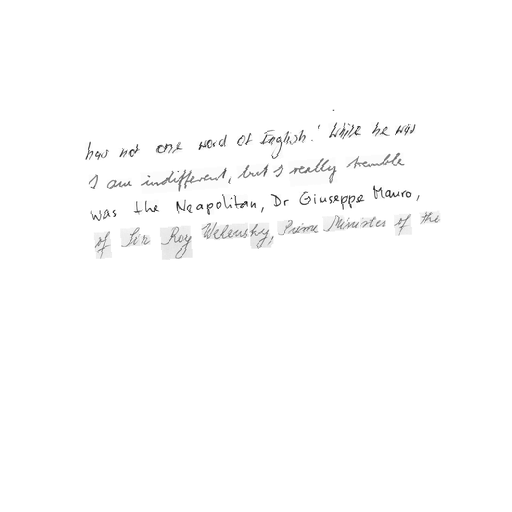 has not one word of English.' While he was
I am indifferent, but I really tremble
was the Neapolitan, Dr Giuseppe Mauro,
of Sir Roy Welensky, Prime Minister of the